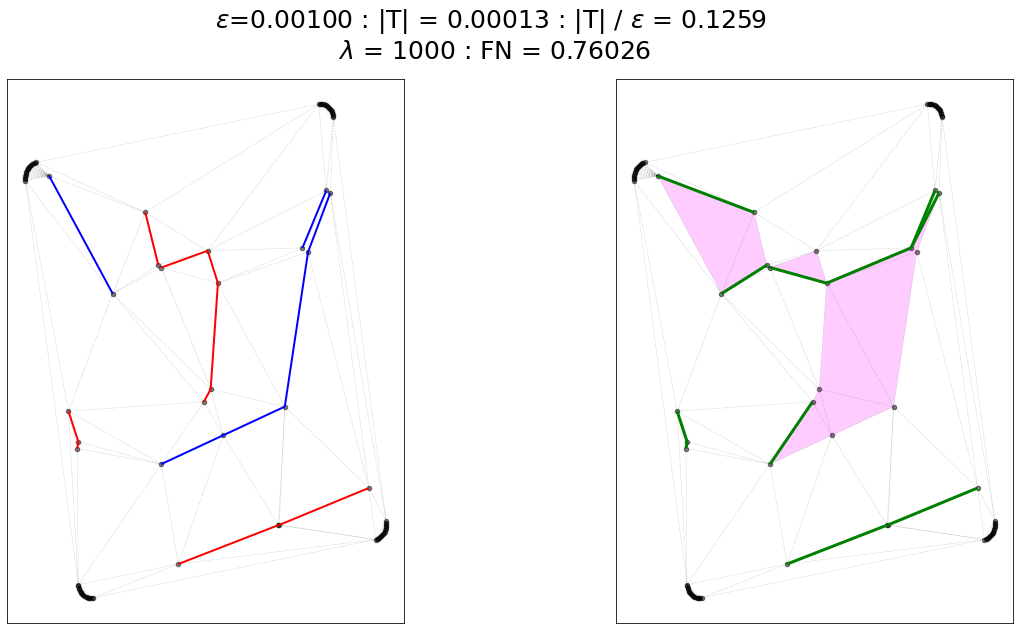 ε=0.00100 : |T| = 0.00013 : |T| / ε = 0.1259
λ = 1000 : FN = 0.76026